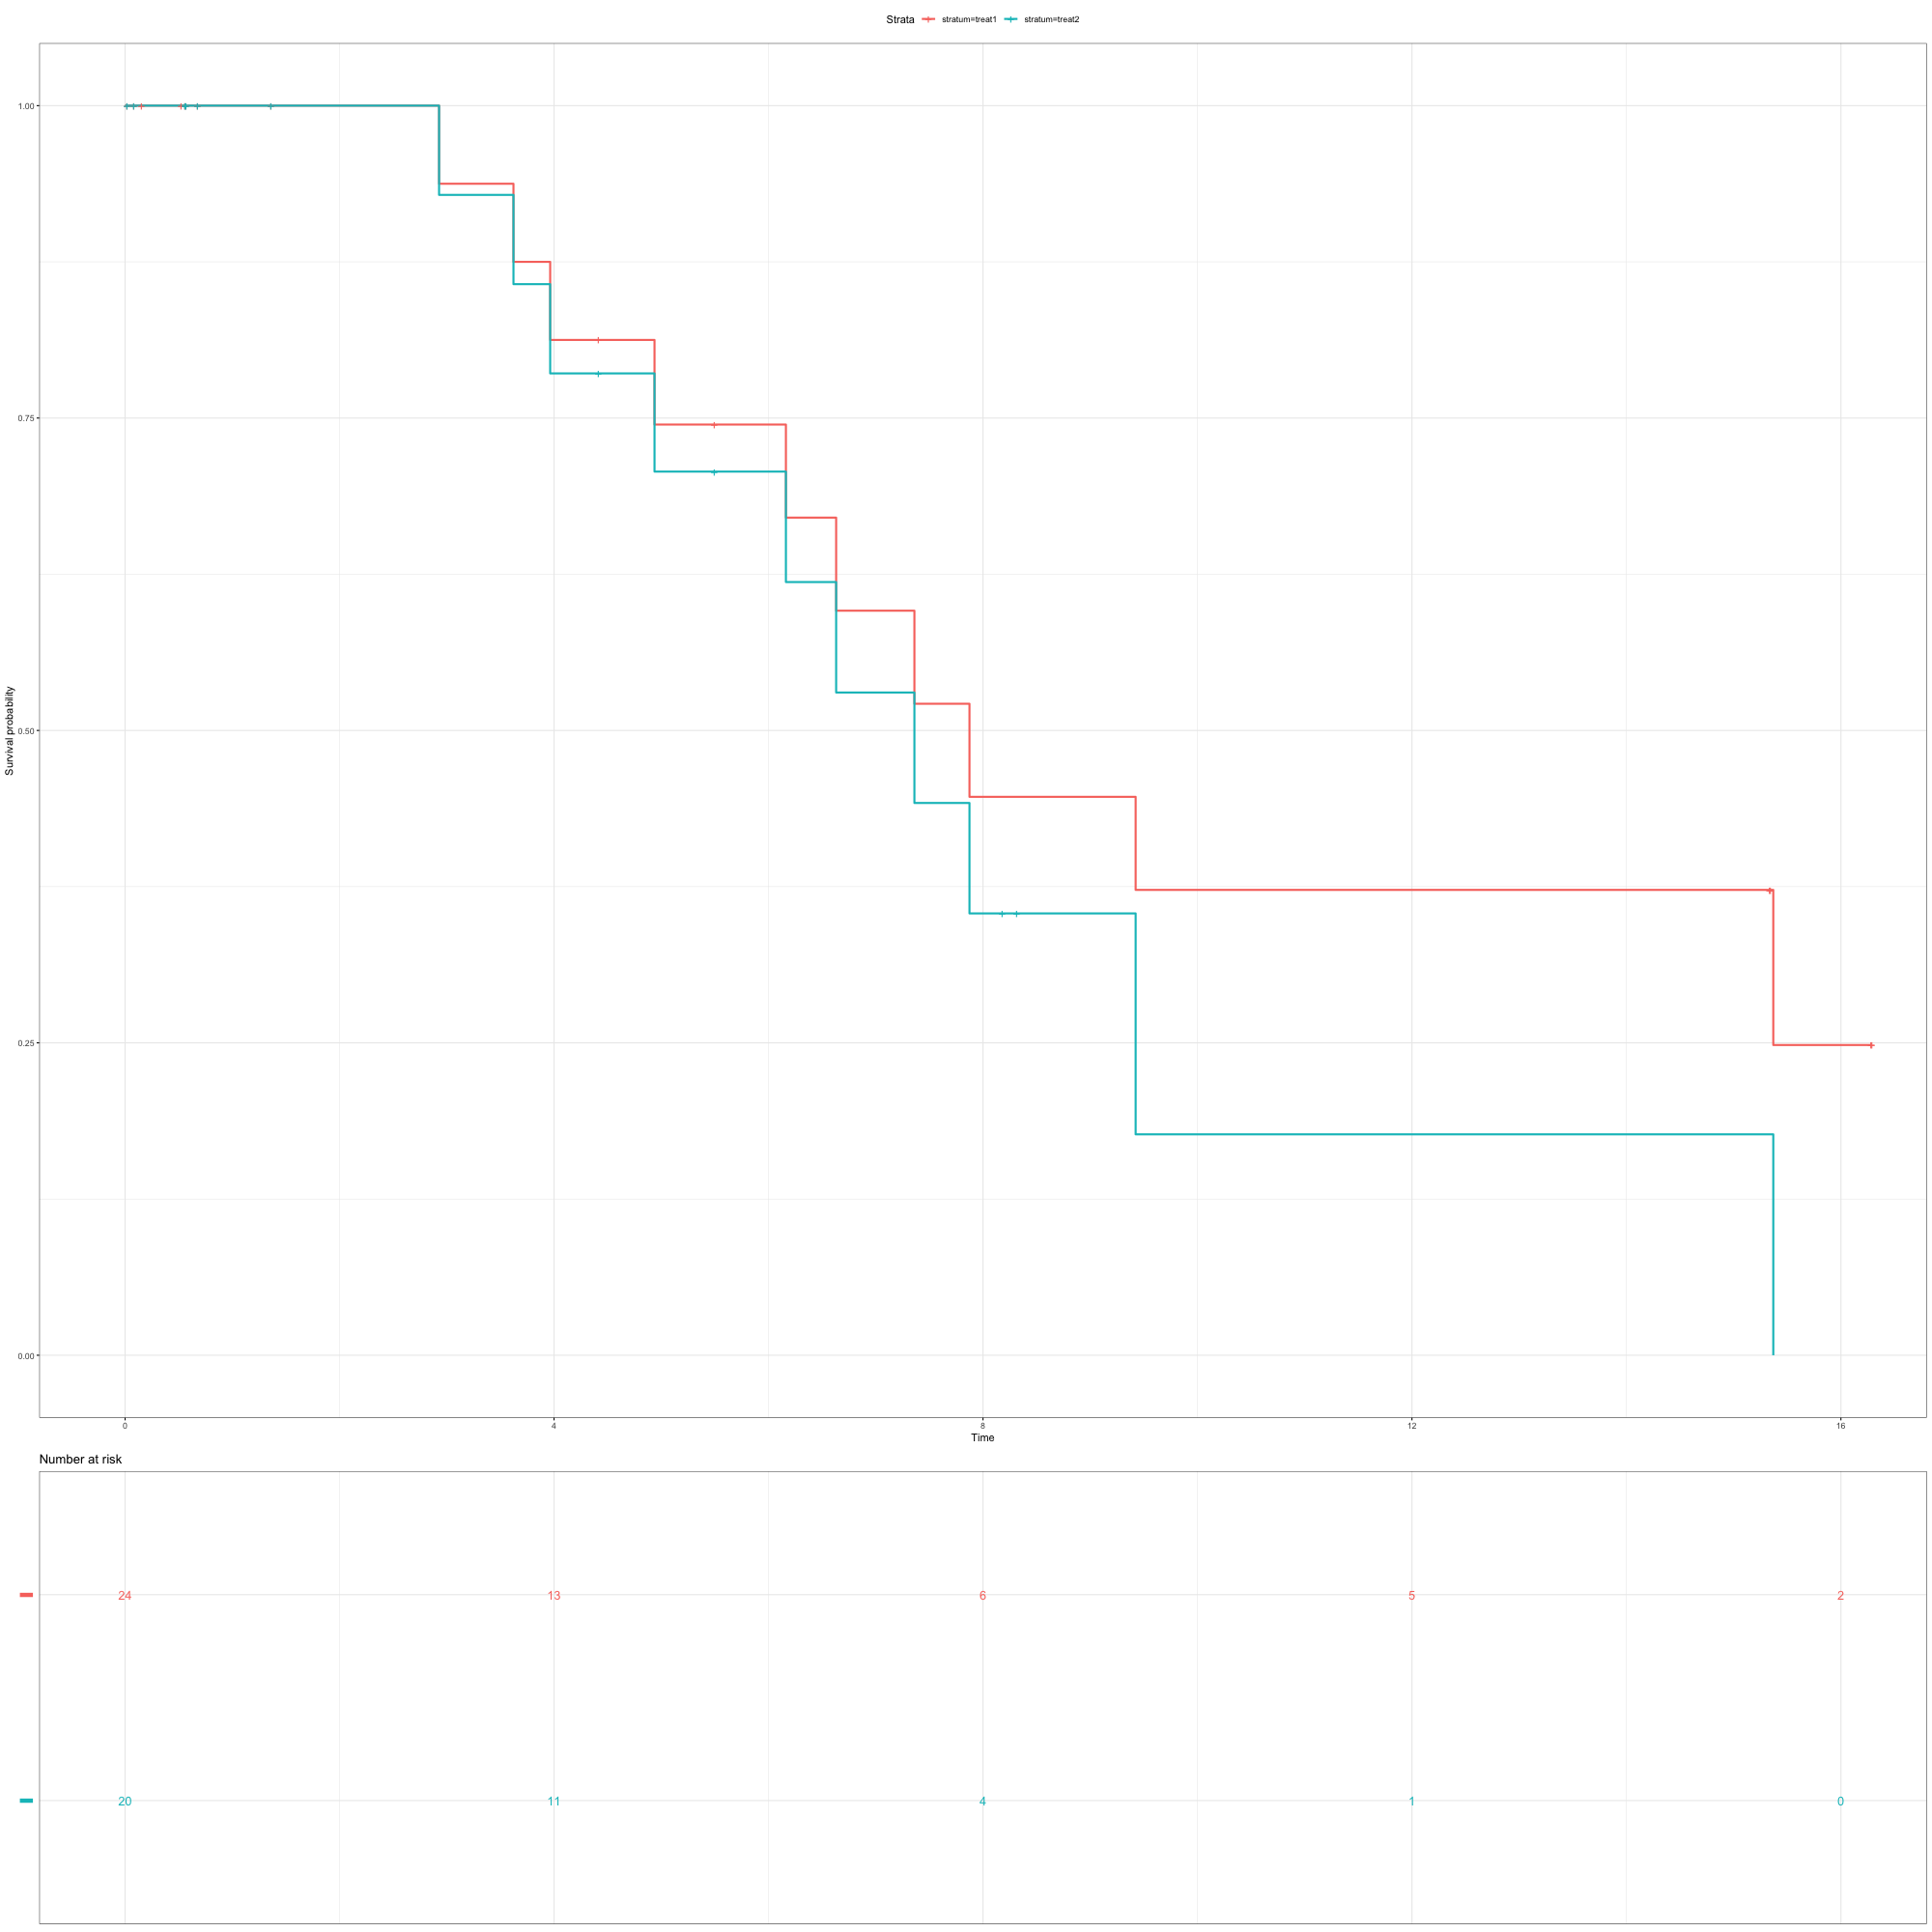 Strata stratum=treat1 stratum=treat2
1.00
0.75
0.50
0.25
0.00
Survival probability
0 4 8 12 16
Time
Number at risk
24 13 6 5 2
20 11 4 1 0